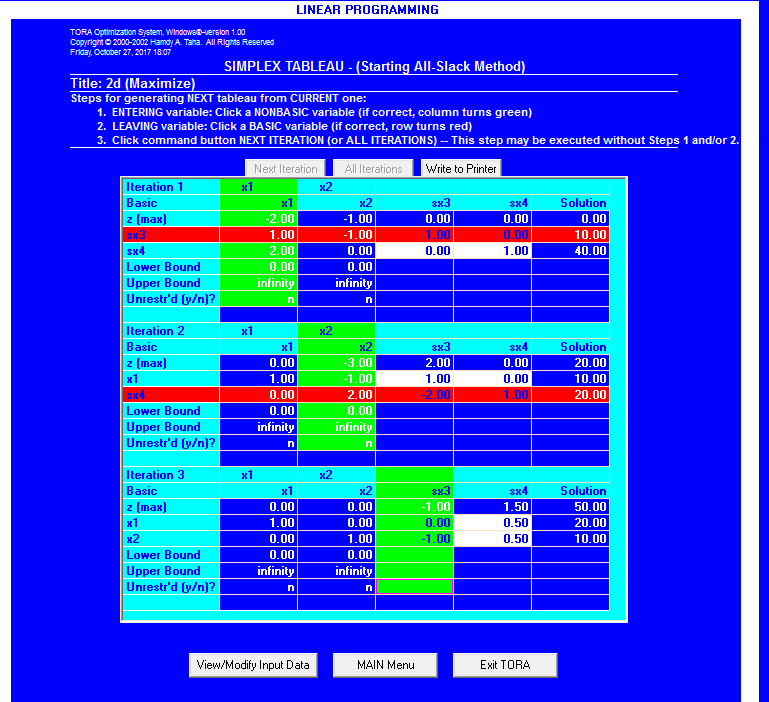 LINEAR PROGRAMMING
TORA Optimization System, Windows®-version 1.00
Copyright © 2000-2002 Hamdy A. Taha. All Rights Reserved
Friday, October 27, 2017 18:07
SIMPLEX TABLEAU - (Starting All-Slack Method)
Title: 2d (Maximize)
Steps for generating NEXT tableau from CURRENT one:
1. ENTERING variable: Click a NONBASIC variable (if correct, column turns green)
2. LEAVING variable: Click a BASIC variable (if correct, row turns red)
3. Click command button NEXT ITERATION (or ALL ITERATIONS) -- This step may be executed without Steps 1 and/or 2.
Next Iteration All Iterations Write to Printer
Iteration 1 x1 x2
Basic x1 x2 sx3 sx4 Solution
z (max) -2.00 -1.00 0.00 0.00 0.00
sx3 1.00 -1.00 1.00 0.00 10.00
sx4 2.00 0.00 0.00 1.00 40.00
Lower Bound 0.00 0.00
Upper Bound infinity infinity
Unrestr'd (y/n)? n n
Iteration 2 x1 x2
Basic x1 x2 sx3 sx4 Solution
z (max) 0.00 -3.00 2.00 0.00 20.00
x1 1.00 -1.00 1.00 0.00 10.00
sx4 0.00 2.00 -2.00 1.00 20.00
Lower Bound 0.00 0.00
Upper Bound infinity infinity
Unrestr'd (y/n)? n n
Iteration 3 x1 x2
Basic x1 x2 sx3 sx4 Solution
z (max) 0.00 0.00 -1.00 1.50 50.00
x1 1.00 0.00 0.00 0.50 20.00
x2 0.00 1.00 -1.00 0.50 10.00
Lower Bound 0.00 0.00
Upper Bound infinity infinity
Unrestr'd (y/n)? n n
View/Modify Input Data MAIN Menu Exit TORA